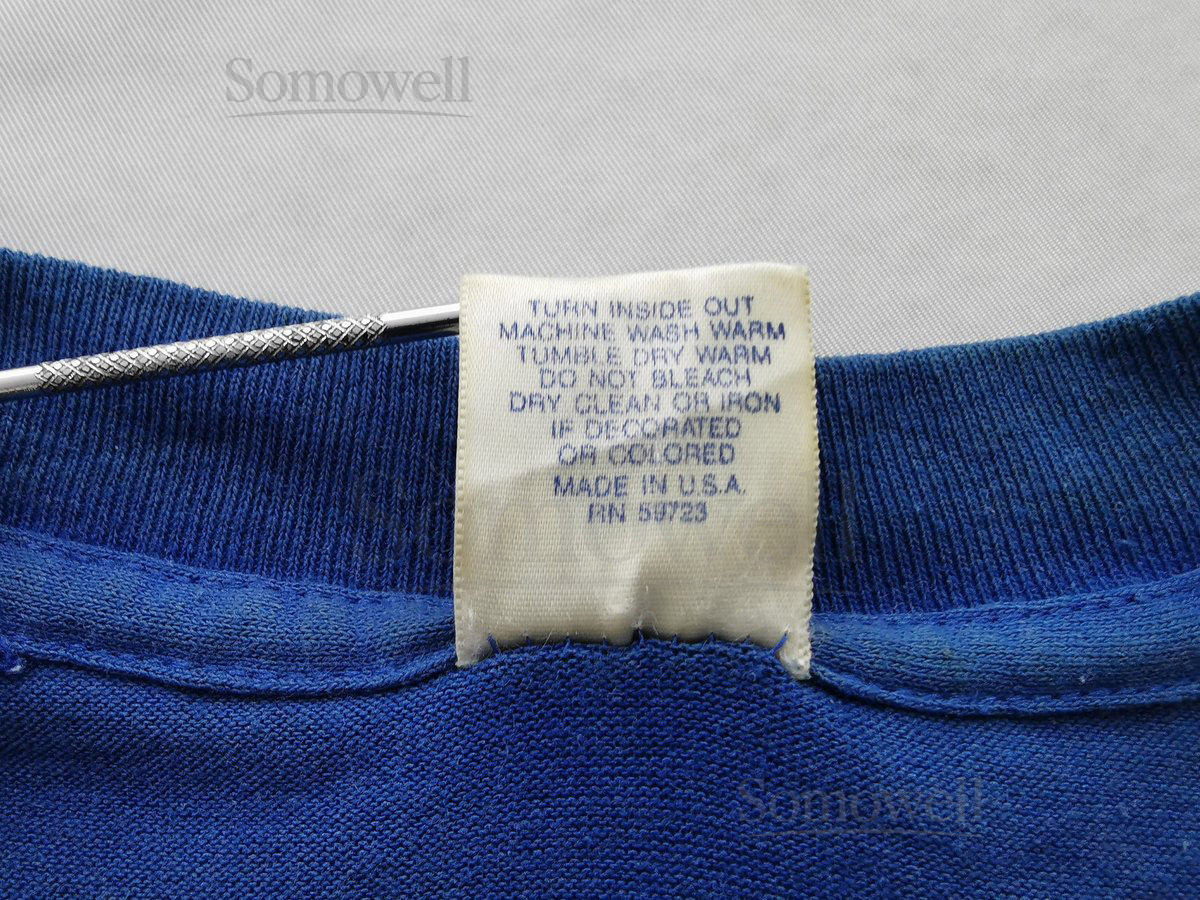 Somowell
TURN INSIDE OUT
MACHINE WASH WARM
TUMBLE DRY WARM
DO NOT BLEACH
DRY CLEAN OR IRON
IF DECORATED
OR COLORED
MADE IN U.S.A.
RN 59723
Somowell
Somowell